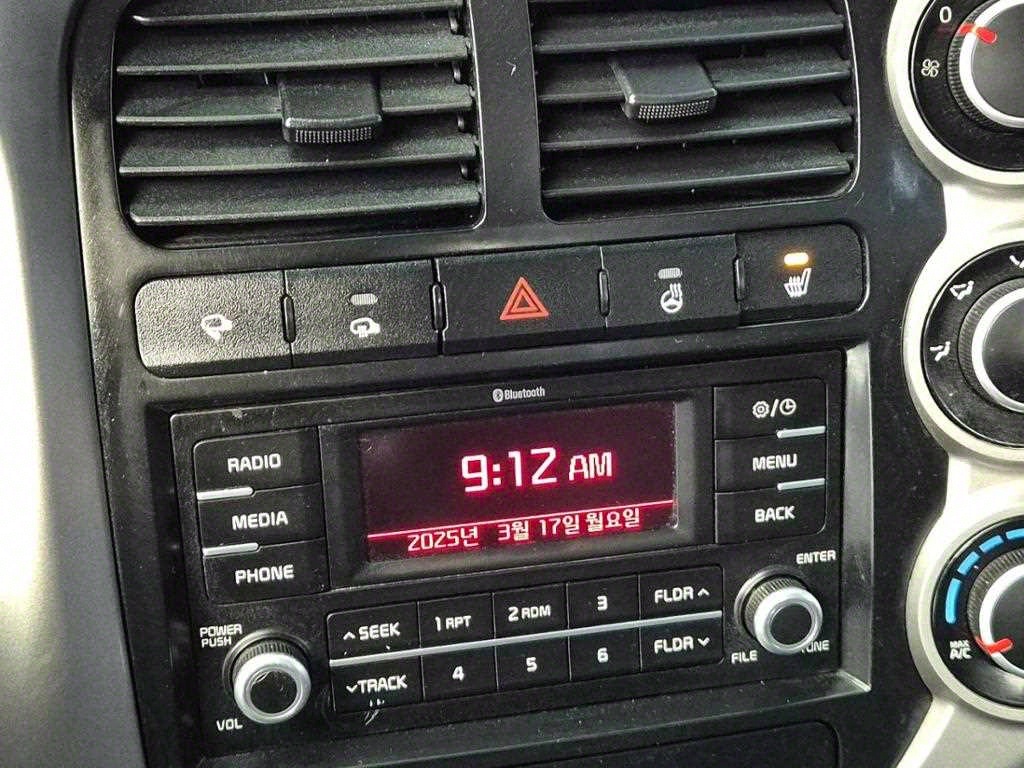 0
Bluetooth
RADIO
MEDIA
PHONE
9:12 AM
2025년 3월 17일 월요일
MENU
BACK
ENTER
POWER
PUSH
VOL
SEEK
1 RPT
2 RDM
3
FLDR
TRACK
4
5
6
FLDR
FILE
TUNE
MAX
A/C